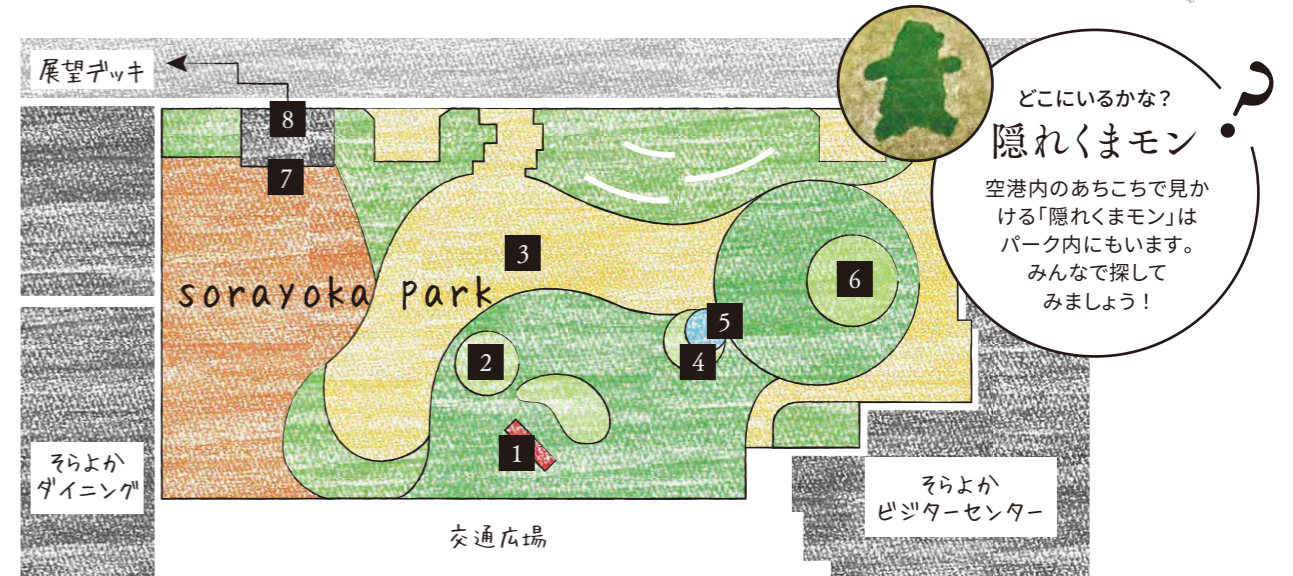 展望デッキ
8
7
3
sorayoka park
6
5
2
4
1
そらよか
ダイニング
そらよか
ビジターセンター
交通広場
?
どこにいるかな？
隠れくまモン
空港内のあちこちで見か
ける「隠れくまモン」は
パーク内にもいます。
みんなで探して
みましょう！